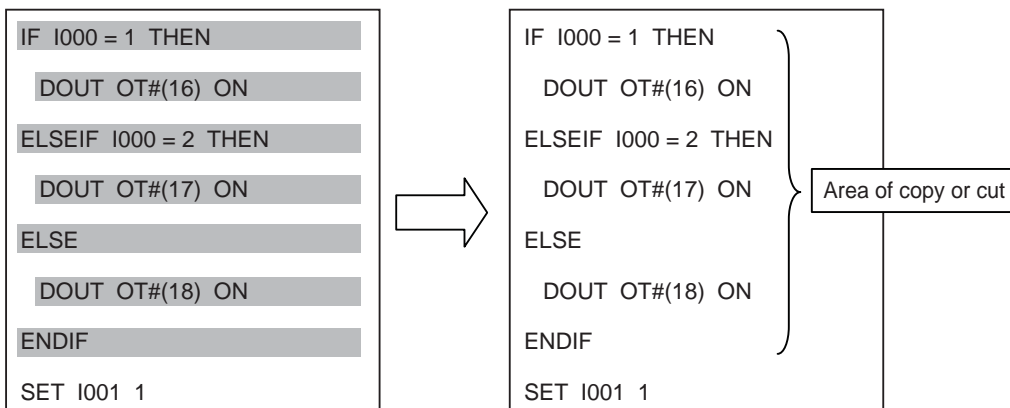 IF I000 = 1 THEN
DOUT OT#(16) ON
ELSEIF I000 = 2 THEN
DOUT OT#(17) ON
ELSE
DOUT OT#(18) ON
ENDIF
SET I001 1
IF I000 = 1 THEN
DOUT OT#(16) ON
ELSEIF I000 = 2 THEN
DOUT OT#(17) ON
ELSE
DOUT OT#(18) ON
ENDIF
SET I001 1
Area of copy or cut